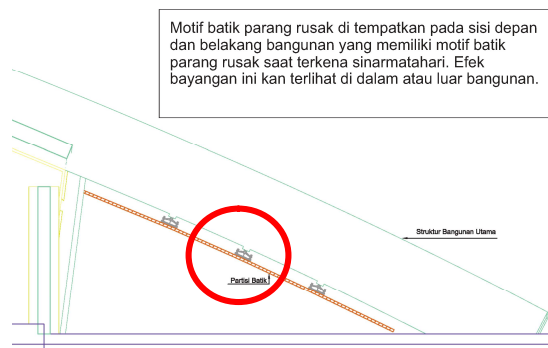 Motif batik parang rusak di tempatkan pada sisi depan
dan belakang bangunan yang memiliki motif batik
parang rusak saat terkena sinarmatahari. Efek
bayangan ini kan terlihat di dalam atau luar bangunan.
Struktur Bangunan Utama
Partisi Batik